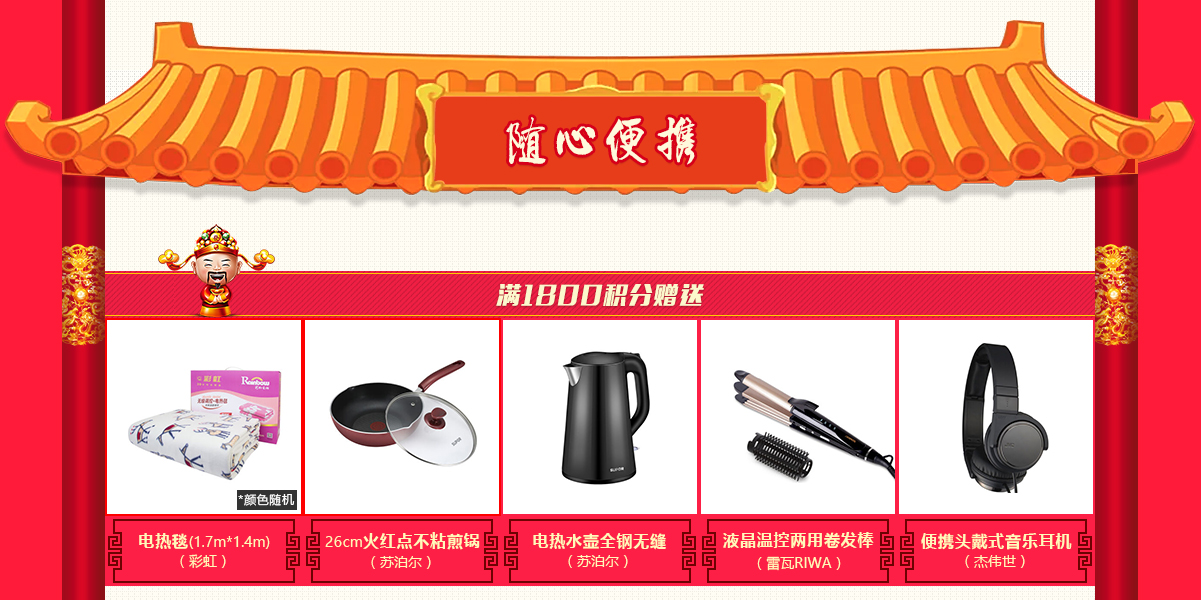 随心便携
满1800积分赠送
彩虹
Rainbow
*颜色随机
电热毯(1.7m*1.4m)
（彩虹）
26cm火红点不粘煎锅
（苏泊尔）
电热水壶全钢无缝
（苏泊尔）
液晶温控两用卷发棒
（雷瓦RIWA）
便携头戴式音乐耳机
（杰伟世）